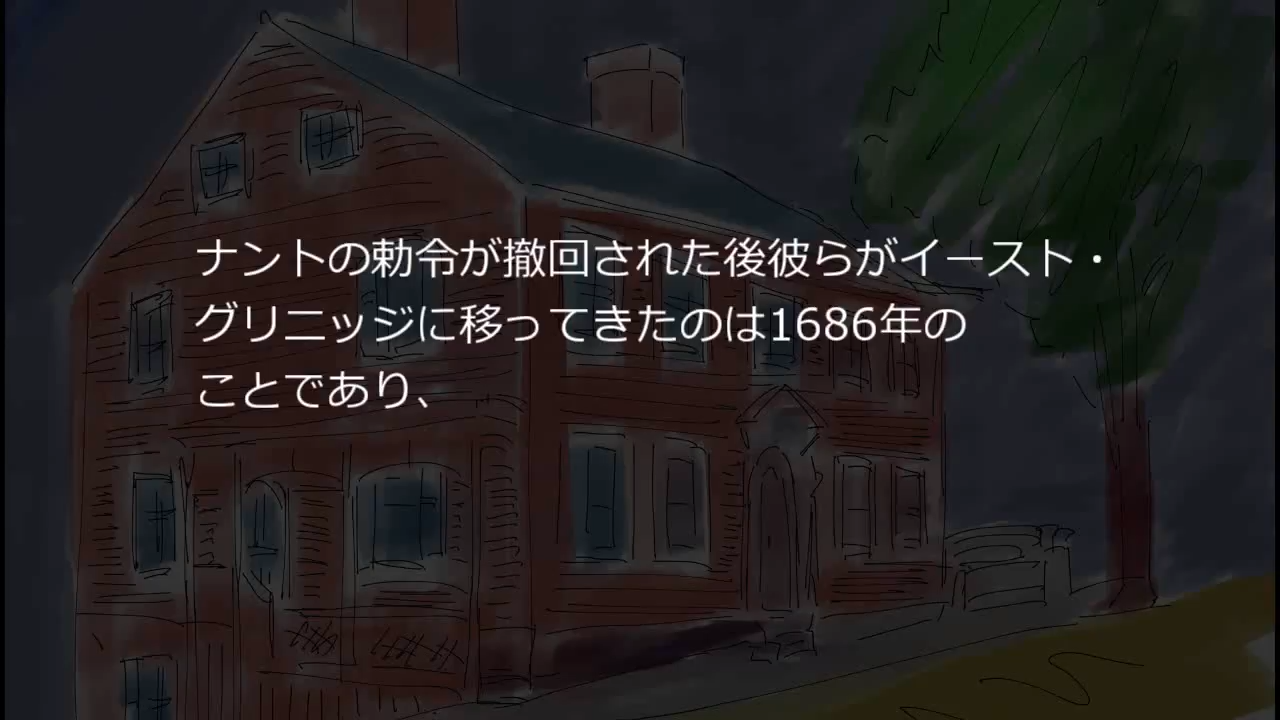 ナントの勅令が撤回された後彼らがイースト・
グリニッジに移ってきたのは1686年の
ことであり、